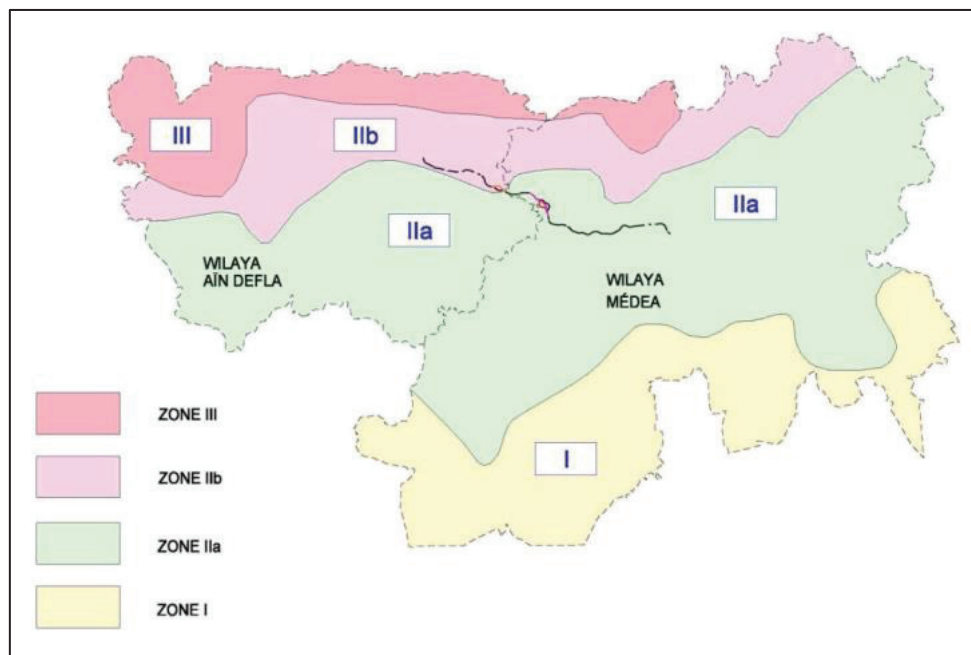 III
IIb
IIa
IIa
WILAYA
AÏN DEFLA
WILAYA
MÉDEA
I
ZONE III
ZONE IIb
ZONE IIa
ZONE I